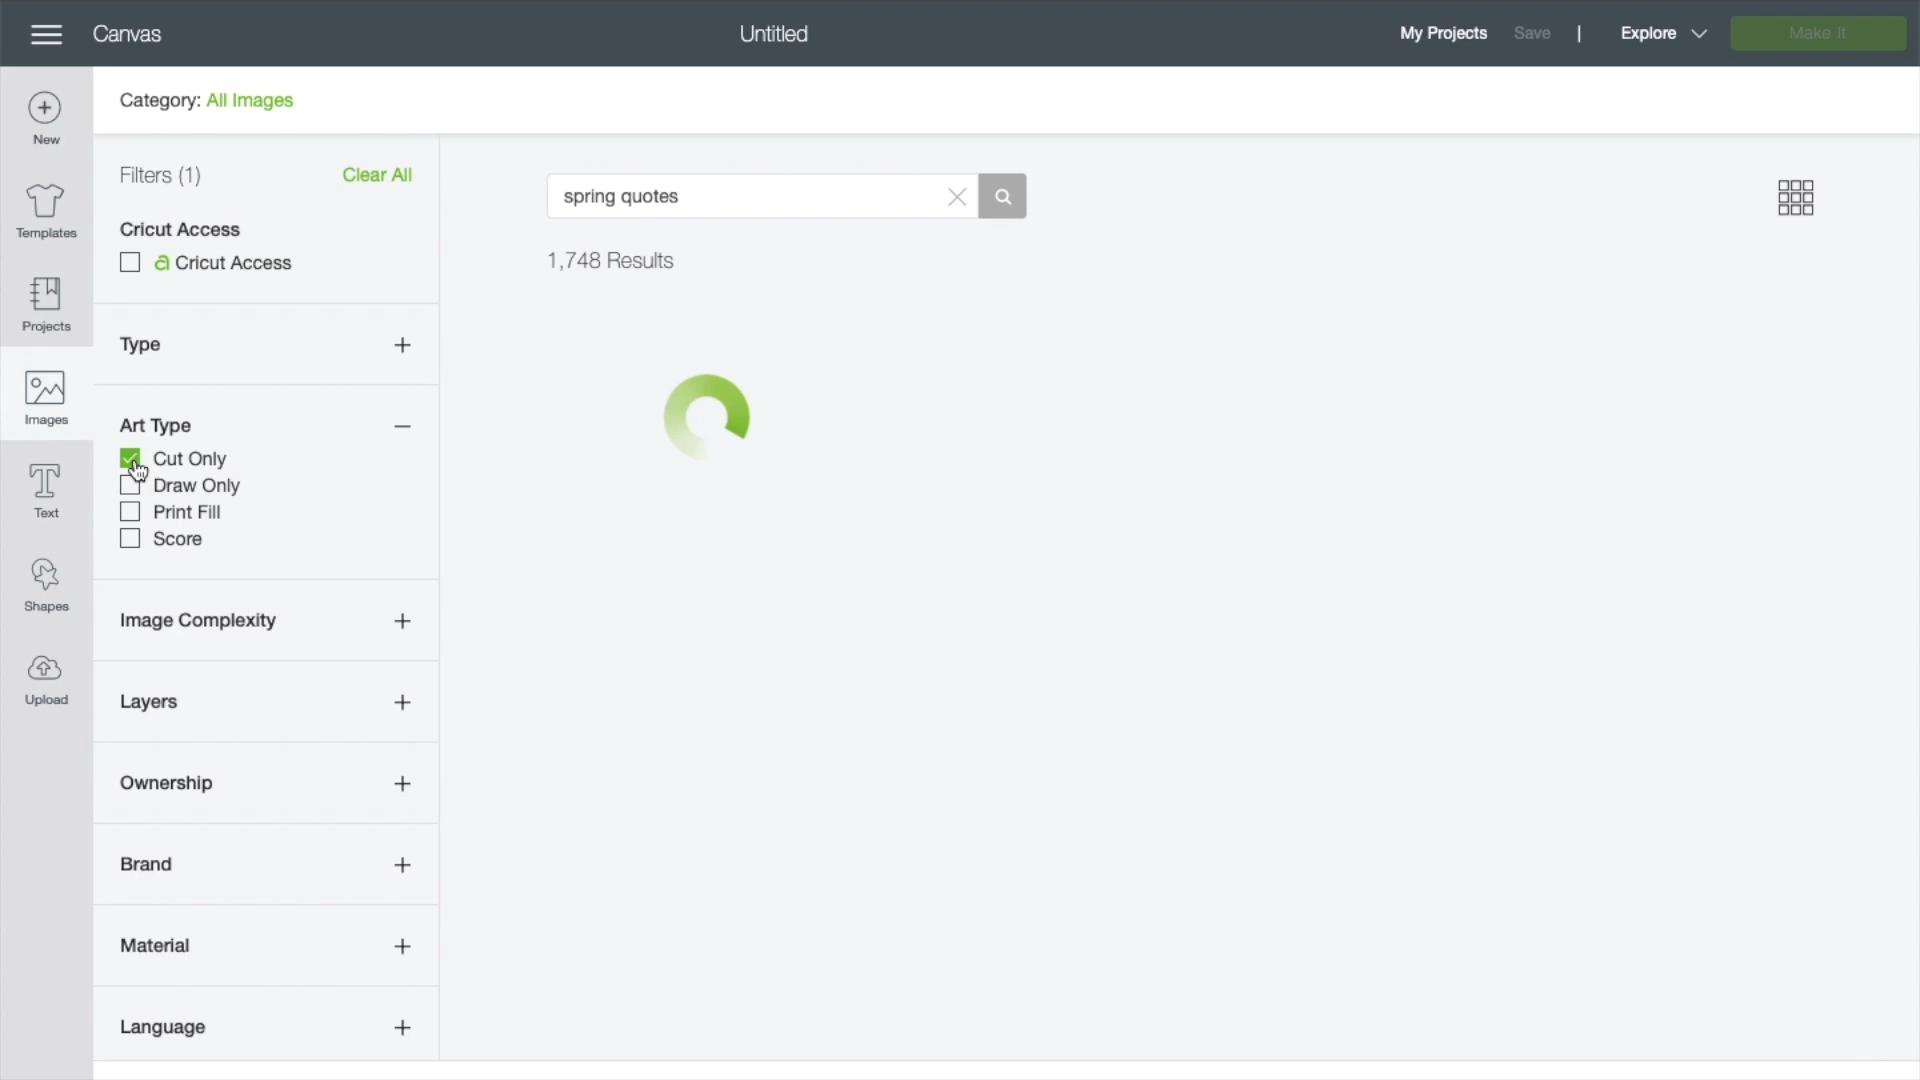 Canvas
Untitled
My Projects Save | Explore Make It
Category: All Images
New
Templates
Projects
Images
Text
Shapes
Upload
Filters (1) Clear All
Cricut Access
a Cricut Access
Type
Art Type
Cut Only
Draw Only
Print Fill
Score
Image Complexity
Layers
Ownership
Brand
Material
Language
spring quotes
1,748 Results